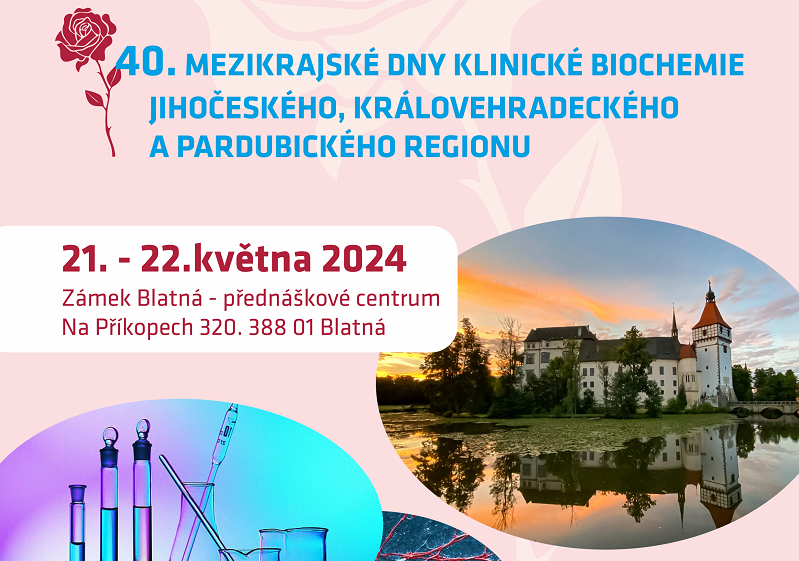 40. MEZIKRAJSKÉ DNY KLINICKÉ BIOCHEMIE
JIHOČESKÉHO, KRÁLOVEHRADECKÉHO
A PARDUBICKÉHO REGIONU
21. - 22.května 2024
Zámek Blatná - přednáškové centrum
Na Příkopech 320. 388 01 Blatná